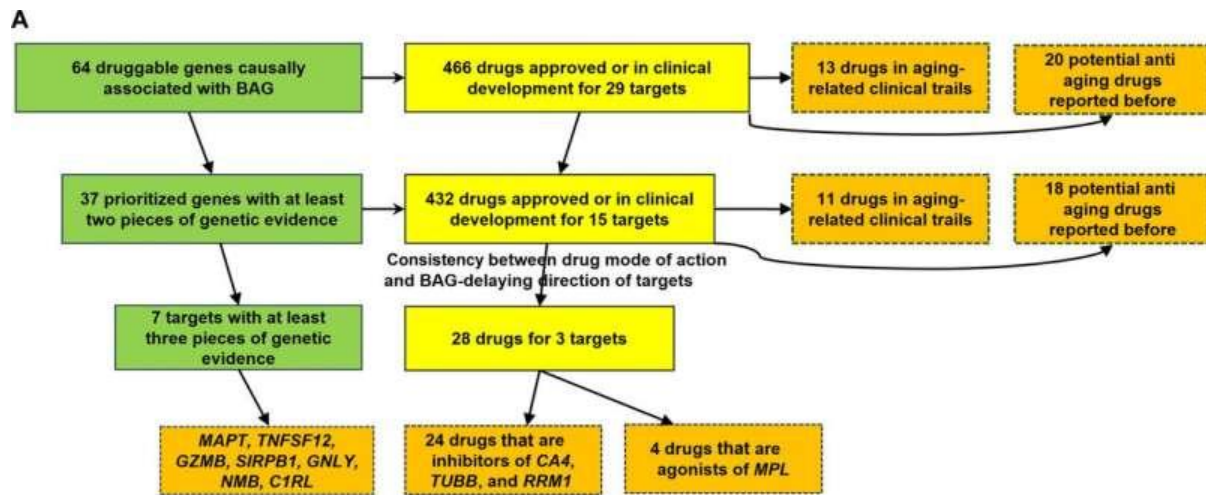 A
64 druggable genes causally
associated with BAG
466 drugs approved or in clinical
development for 29 targets
13 drugs in aging-
related clinical trails
20 potential anti
aging drugs
reported before
37 prioritized genes with at least
two pieces of genetic evidence
432 drugs approved or in clinical
development for 15 targets
11 drugs in aging-
related clinical trails
18 potential anti
aging drugs
reported before
Consistency between drug mode of action
and BAG-delaying direction of targets
7 targets with at least
three pieces of genetic
evidence
28 drugs for 3 targets
MAPT, TNFSF12,
GZMB, SIRPB1, GNLY,
NMB, C1RL
24 drugs that are
inhibitors of CA4,
TUBB, and RRM1
4 drugs that are
agonists of MPL